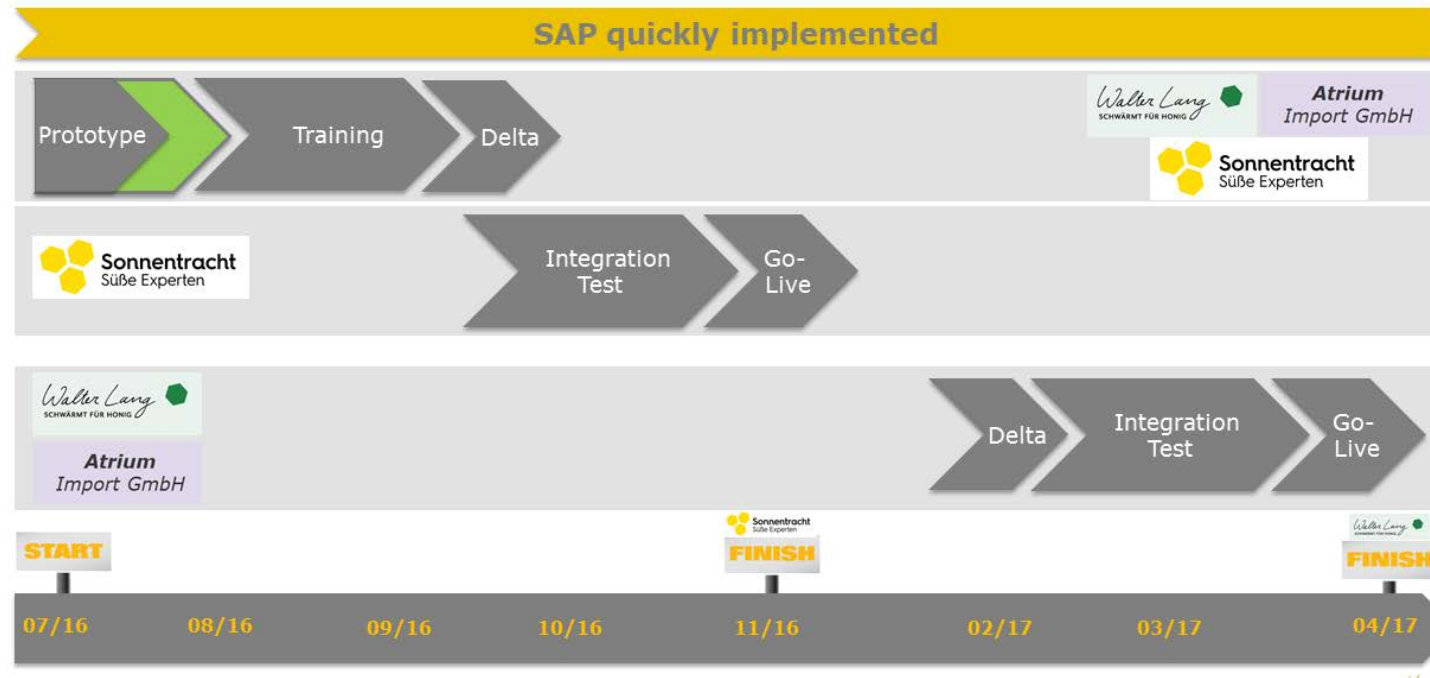 SAP quickly implemented
Prototype
Training
Delta
Walter Lang
SCHWÄRMT FÜR HONIG
Atrium
Import GmbH
Sonnentracht
Süße Experten
Sonnentracht
Süße Experten
Integration
Test
Go-
Live
Walter Lang
SCHWÄRMT FÜR HONIG
Atrium
Import GmbH
Delta
Integration
Test
Go-
Live
START
Sonnentracht
Süße Experten
FINISH
Walter Lang
SCHWÄRMT FÜR HONIG
FINISH
07/16
08/16
09/16
10/16
11/16
02/17
03/17
04/17